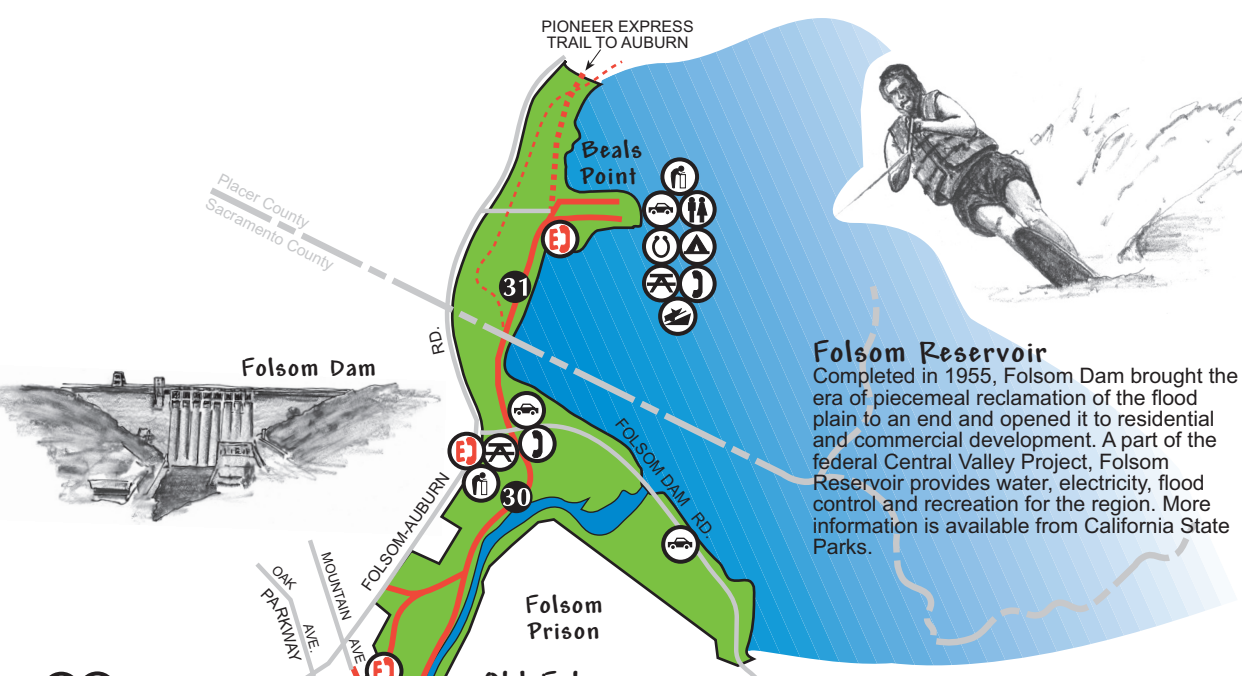 PIONEER EXPRESS
TRAIL TO AUBURN
Beals
Point
Placer County
Sacramento County
E
31
RD.
Folsom Dam
Folsom Reservoir
Completed in 1955, Folsom Dam brought the
era of piecemeal reclamation of the flood
plain to an end and opened it to residential
and commercial development. A part of the
federal Central Valley Project, Folsom
Reservoir provides water, electricity, flood
control and recreation for the region. More
information is available from California State
Parks.
FOLSOM DAM RD.
E
30
FOLSOM-AUBURN
OAK
AVE.
PARKWAY
MOUNTAIN
AVE
Folsom
Prison
E